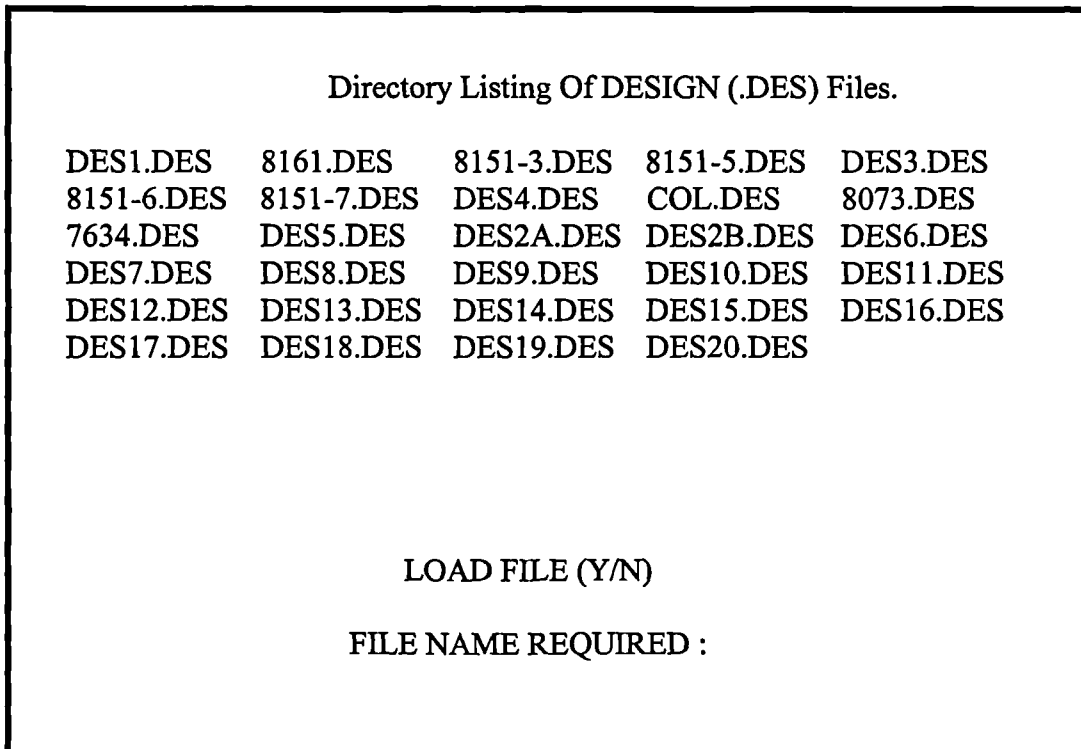 Directory Listing Of DESIGN (.DES) Files.
DES1.DES 8161.DES 8151-3.DES 8151-5.DES DES3.DES
8151-6.DES 8151-7.DES DES4.DES COL.DES 8073.DES
7634.DES DES5.DES DES2A.DES DES2B.DES DES6.DES
DES7.DES DES8.DES DES9.DES DES10.DES DES11.DES
DES12.DES DES13.DES DES14.DES DES15.DES DES16.DES
DES17.DES DES18.DES DES19.DES DES20.DES
LOAD FILE (Y/N)
FILE NAME REQUIRED :